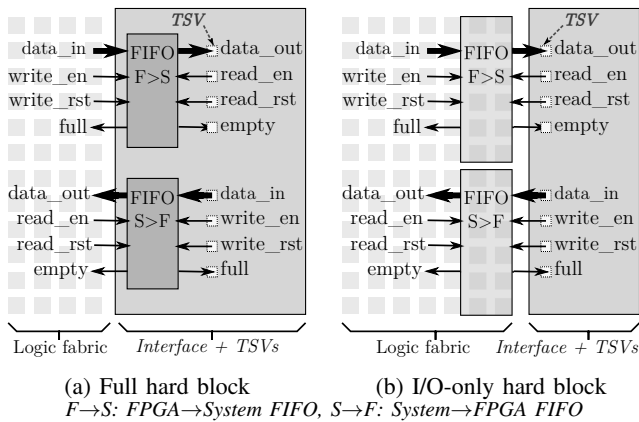 TSV TSV
data_in FIFO data_out data_in FIFO data_out
write_en F>S read_en write_en F>S read_en
write_rst read_rst write_rst read_rst
full empty full empty
data_out FIFO data_in data_out FIFO data_in
read_en S>F write_en read_en S>F write_en
read_rst write_rst read_rst write_rst
empty full empty full
Logic fabric Interface + TSVs Logic fabric Interface + TSVs
(a) Full hard block (b) I/O-only hard block
F→S: FPGA→System FIFO, S→F: System→FPGA FIFO